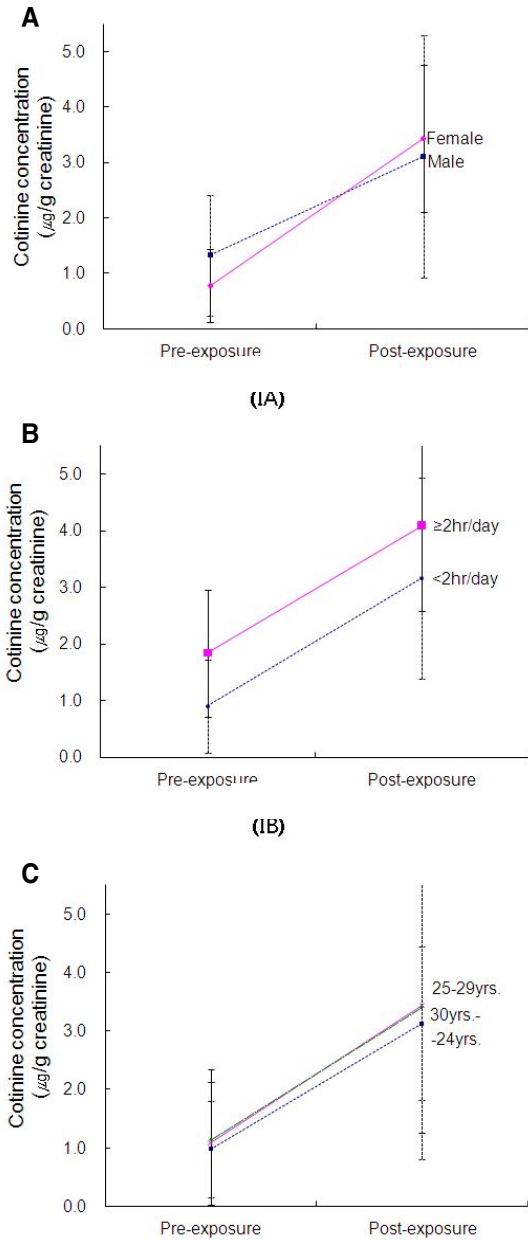 A
Cotinine concentration
(μg/g creatinine)
5.0
4.0
3.0
2.0
1.0
0.0
Female
Male
Pre-exposure
Post-exposure
(IA)
B
Cotinine concentration
(μg/g creatinine)
5.0
4.0
3.0
2.0
1.0
0.0
≥2hr/day
<2hr/day
Pre-exposure
Post-exposure
(IB)
C
Cotinine concentration
(μg/g creatinine)
5.0
4.0
3.0
2.0
1.0
0.0
25-29yrs.
30yrs.-
-24yrs.
Pre-exposure
Post-exposure